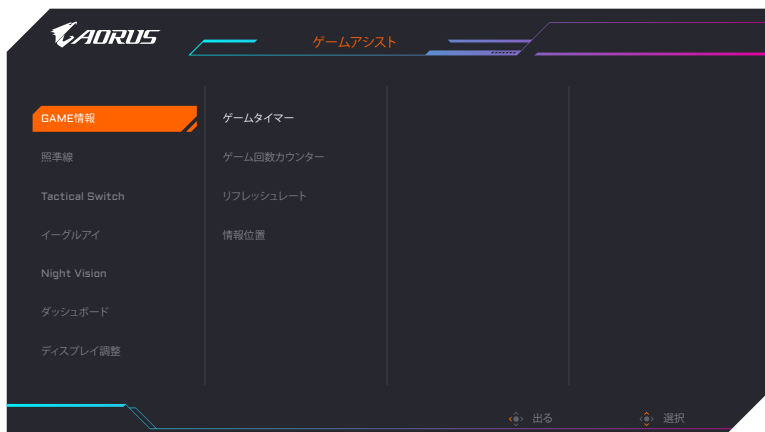 AORUS
ゲームアシスト
GAME情報
照準線
Tactical Switch
イーグルアイ
Night Vision
ダッシュボード
ディスプレイ調整
ゲームタイマー
ゲーム回数カウンター
リフレッシュレート
情報位置
出る
選択